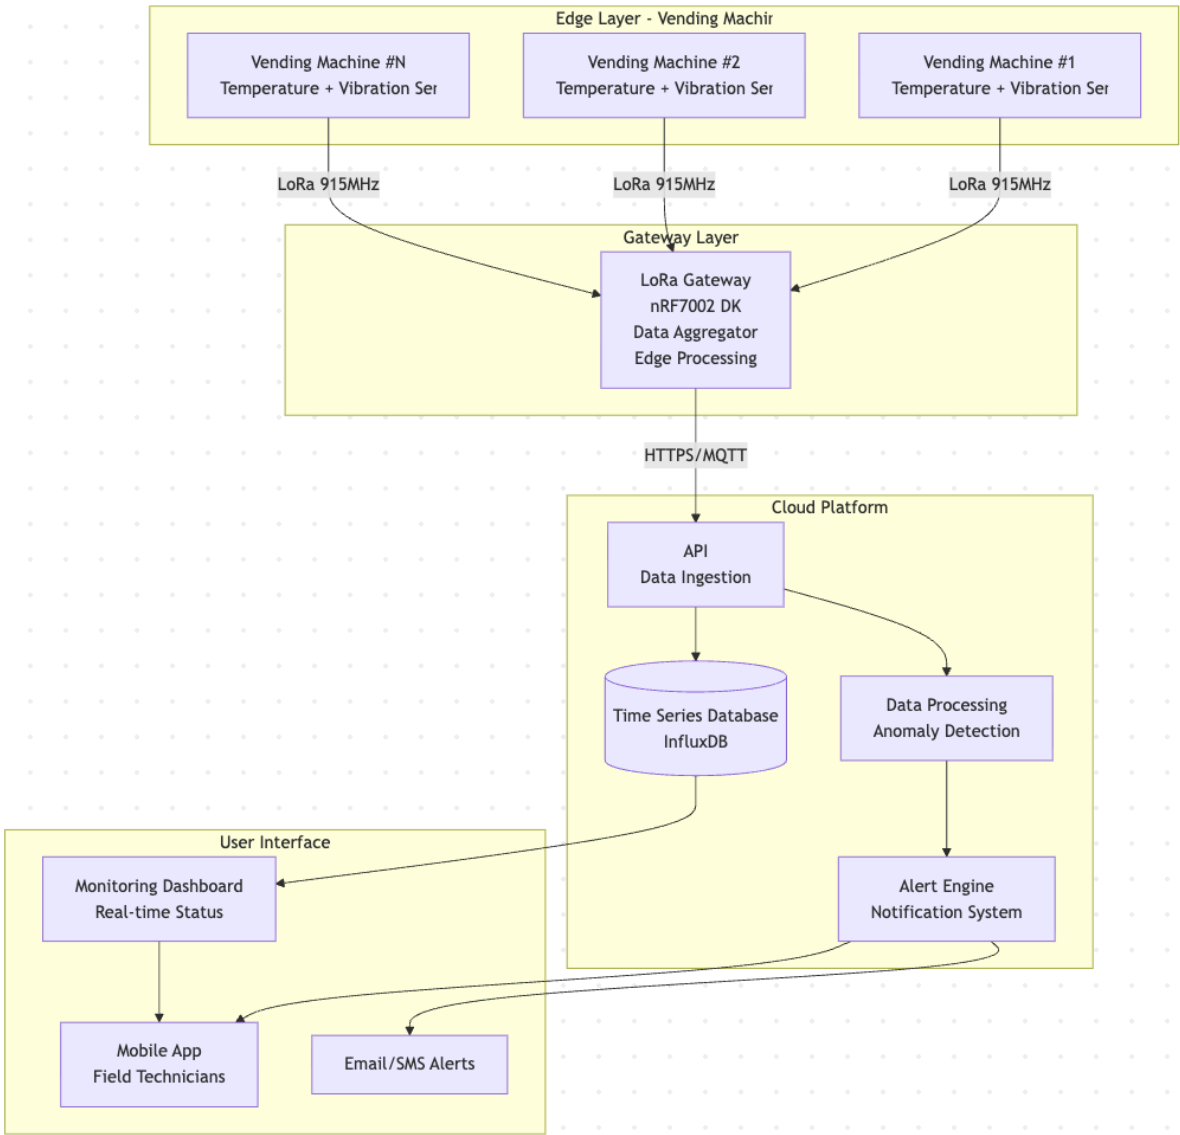 Edge Layer - Vending Machin
Vending Machine #N
Temperature + Vibration Ser
Vending Machine #2
Temperature + Vibration Ser
Vending Machine #1
Temperature + Vibration Ser
LoRa 915MHz
LoRa 915MHz
LoRa 915MHz
Gateway Layer
LoRa Gateway
nRF7002 DK
Data Aggregator
Edge Processing
HTTPS/MQTT
Cloud Platform
API
Data Ingestion
Time Series Database
InfluxDB
Data Processing
Anomaly Detection
User Interface
Monitoring Dashboard
Real-time Status
Alert Engine
Notification System
Mobile App
Field Technicians
Email/SMS Alerts